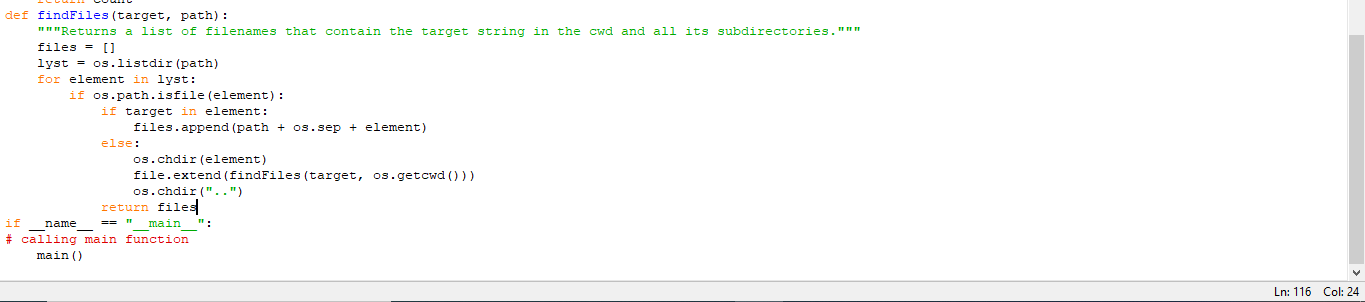 return count
def findFiles(target, path):
    """Returns a list of filenames that contain the target string in the cwd and all its subdirectories."""
    files = []
    lyst = os.listdir(path)
    for element in lyst:
        if os.path.isfile(element):
            if target in element:
                files.append(path + os.sep + element)
            else:
                os.chdir(element)
                file.extend(findFiles(target, os.getcwd()))
                os.chdir("..")
            return files
if __name__ == "__main__":
# calling main function
    main()
Ln: 116 Col: 24